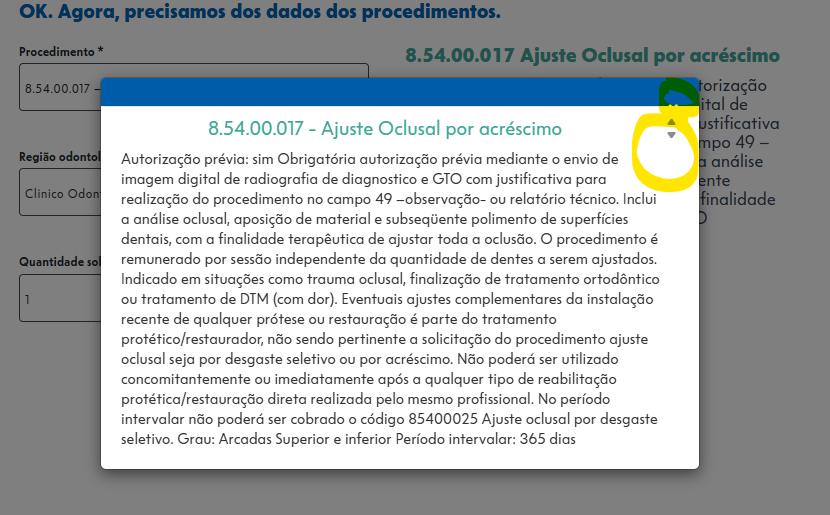 OK. Agora, precisamos dos dados dos procedimentos.
Procedimento *
8.54.00.017 –
8.54.00.017 Ajuste Oclusal por acréscimo
Região odontol
Clinico Odon
Quantidade sol
1
8.54.00.017 - Ajuste Oclusal por acréscimo
Autorização prévia: sim Obrigatória autorização prévia mediante o envio de
imagem digital de radiografia de diagnostico e GTO com justificativa para
realização do procedimento no campo 49 –observação- ou relatório técnico. Inclui
a análise oclusal, aposição de material e subseqüente polimento de superfícies
dentais, com a finalidade terapêutica de ajustar toda a oclusão. O procedimento é
remunerado por sessão independente da quantidade de dentes a serem ajustados.
Indicado em situações como trauma oclusal, finalização de tratamento ortodôntico
ou tratamento de DTM (com dor). Eventuais ajustes complementares da instalação
recente de qualquer prótese ou restauração é parte do tratamento
protético/restaurador, não sendo pertinente a solicitação do procedimento ajuste
oclusal seja por desgaste seletivo ou por acréscimo. Não poderá ser utilizado
concomitantemente ou imediatamente após a qualquer tipo de reabilitação
protética/restauração direta realizada pelo mesmo profissional. No período
intervalar não poderá ser cobrado o código 85400025 Ajuste oclusal por desgaste
seletivo. Grau: Arcadas Superior e inferior Período intervalar: 365 dias
torização
ital de
ustificativa
mpo 49 –
a análise
ente
finalidade
O